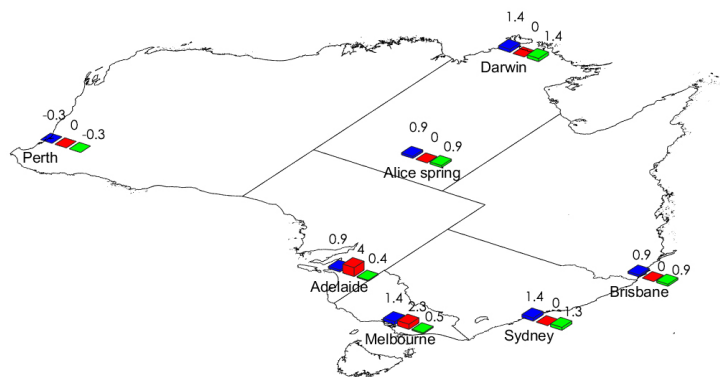 1.4 0 1.4
Darwin
-0.3 0 -0.3
Perth
0.9 0 0.9
Alice spring
0.9 4 0.4
Adelaide
0.9 0 0.9
Brisbane
1.4 2.3 0.5
Melbourne
1.4 0 -1.3
Sydney